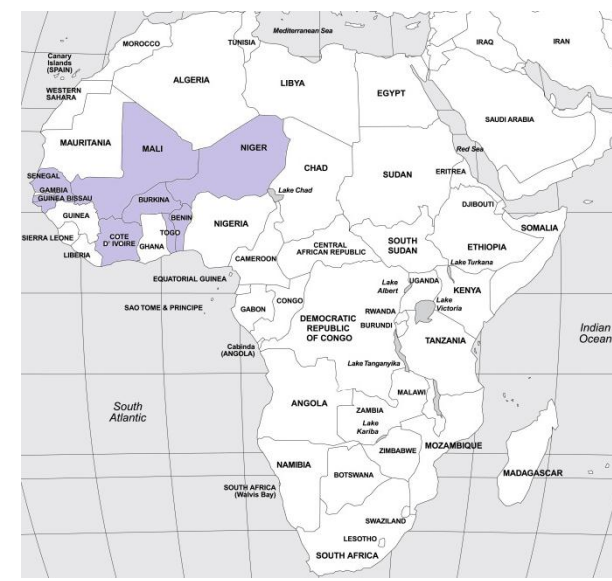 Mediterranean Sea
MOROCCO
TUNISIA
IRAQ
IRAN
Canary
Islands
(SPAIN)
ALGERIA
LIBYA
EGYPT
WESTERN
SAHARA
SAUDI ARABIA
MAURITANIA
MALI
NIGER
Red Sea
CHAD
SUDAN
ERITREA
SENEGAL
GAMBIA
GUINEA BISSAU
BURKINA
Lake Chad
DJIBOUTI
GUINEA
BENIN
NIGERIA
SOMALIA
SIERRA LEONE
COTE
D' IVOIRE
TOGO
GHANA
LIBERIA
CENTRAL
AFRICAN REPUBLIC
SOUTH
SUDAN
ETHIOPIA
CAMEROON
Lake Turkana
EQUATORIAL GUINEA
Lake
Albert
UGANDA
KENYA
SAO TOME & PRINCIPE
GABON
CONGO
Lake
Victoria
DEMOCRATIC
REPUBLIC
OF CONGO
RWANDA
BURUNDI
Indian
Ocean
TANZANIA
Cabinda
(ANGOLA)
Lake Tanganyika
South
Atlantic
ANGOLA
MALAWI
ZAMBIA
Lake
Kariba
MOZAMBIQUE
ZIMBABWE
NAMIBIA
BOTSWANA
MADAGASCAR
SOUTH AFRICA
(Walvis Bay)
SWAZILAND
LESOTHO
SOUTH AFRICA